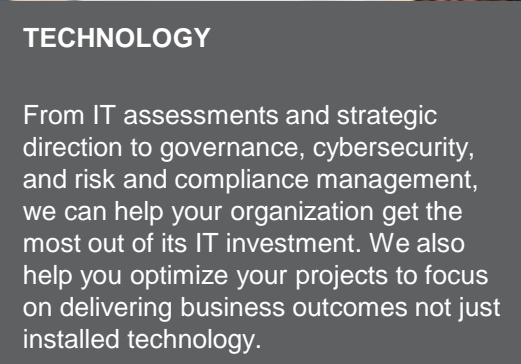 TECHNOLOGY
From IT assessments and strategic
direction to governance, cybersecurity,
and risk and compliance management,
we can help your organization get the
most out of its IT investment. We also
help you optimize your projects to focus
on delivering business outcomes not just
installed technology.